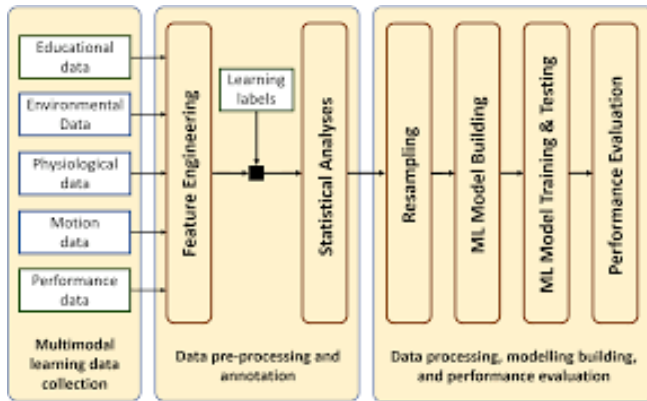 Educational
data
Environmental
Data
Physiological
data
Motion
data
Performance
data
Multimodal
learning data
collection
Feature Engineering
Learning
labels
Statistical Analyses
Data pre-processing and
annotation
Resampling
ML Model Building
ML Model Training & Testing
Performance Evaluation
Data processing, modelling building,
and performance evaluation